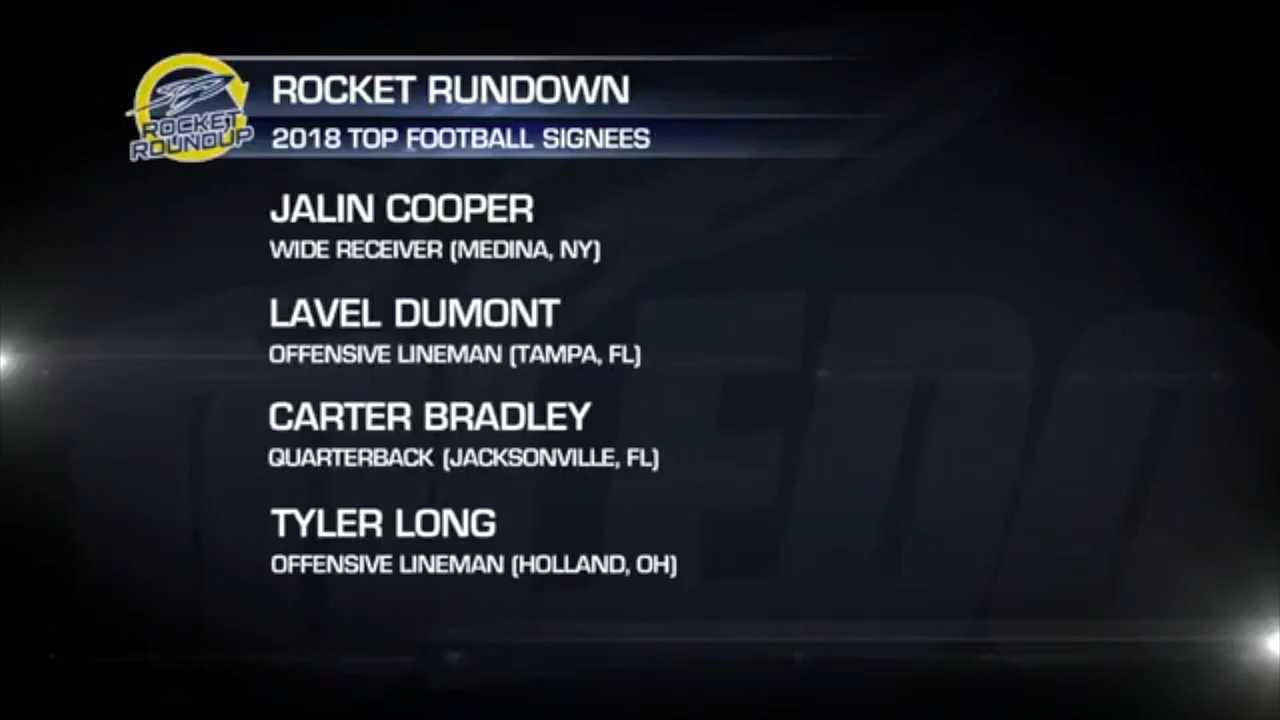 ROCKET ROUNDUP
ROCKET RUNDOWN
2018 TOP FOOTBALL SIGNEES
JALIN COOPER
WIDE RECEIVER (MEDINA, NY)
LAVEL DUMONT
OFFENSIVE LINEMAN (TAMPA, FL)
CARTER BRADLEY
QUARTERBACK (JACKSONVILLE, FL)
TYLER LONG
OFFENSIVE LINEMAN (HOLLAND, OH)